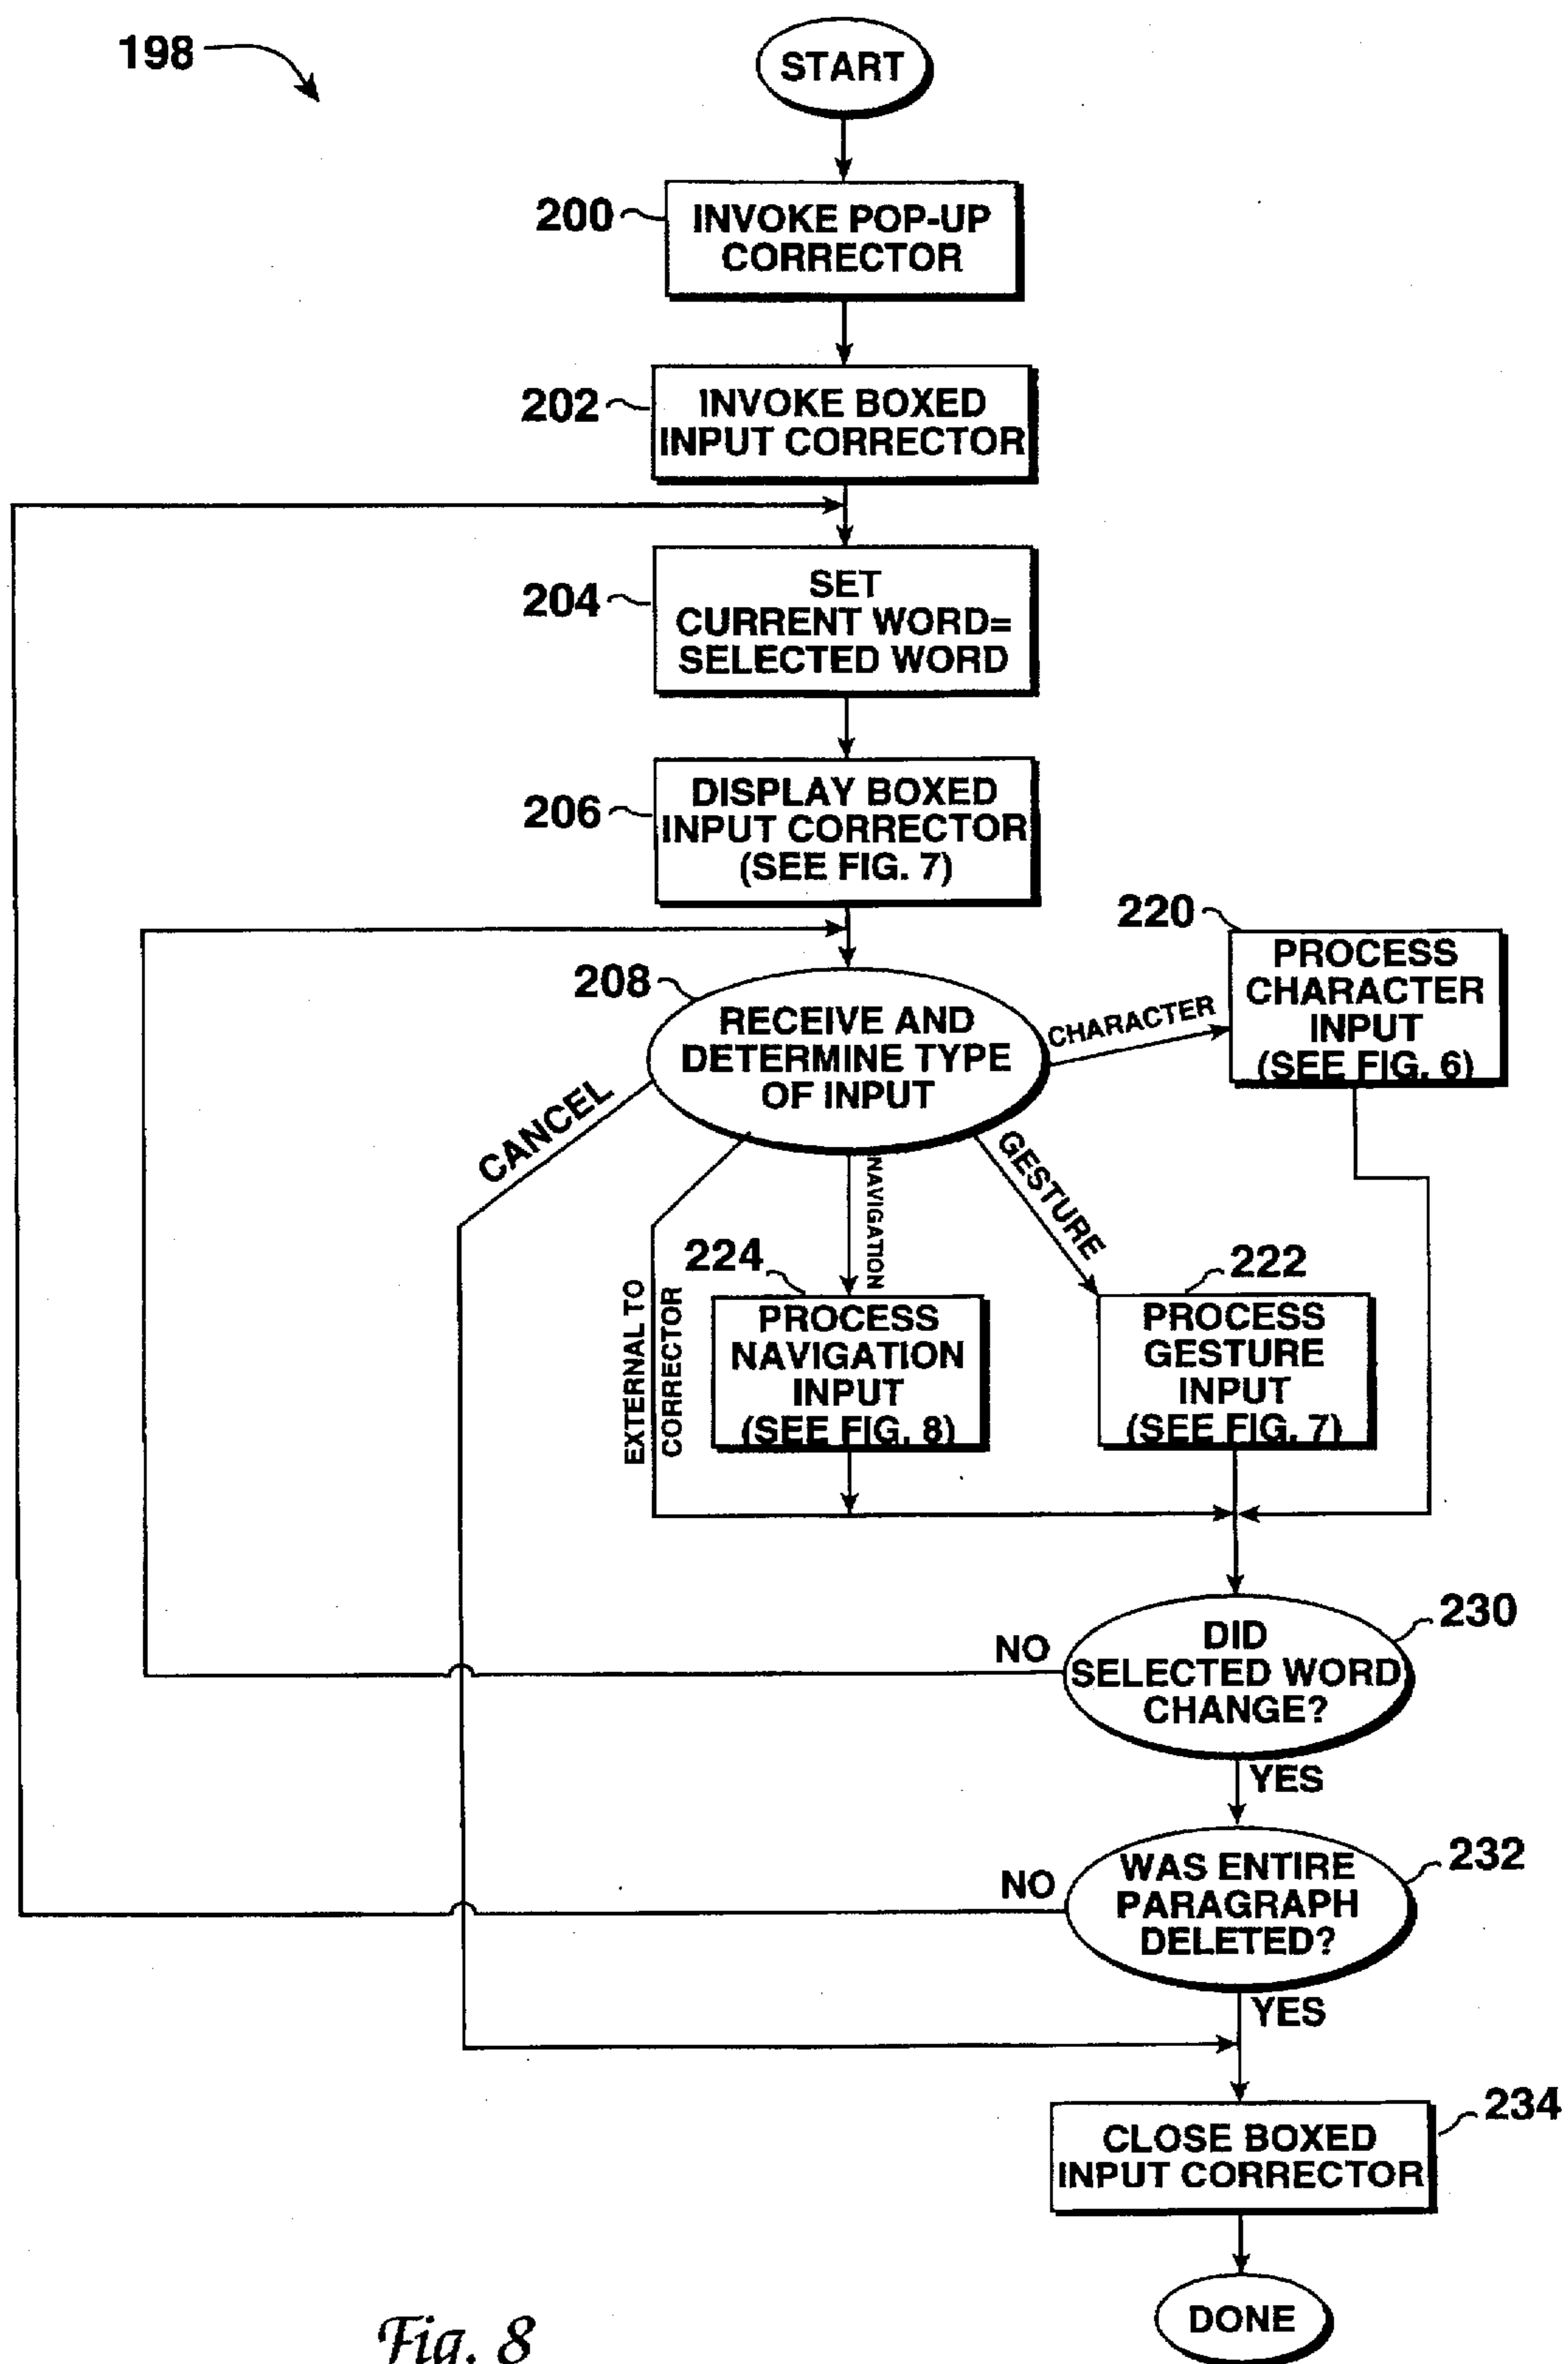 198
START
200
INVOKE POP-UP
CORRECTOR
202
INVOKE BOXED
INPUT CORRECTOR
204
SET
CURRENT WORD=
SELECTED WORD
206
DISPLAY BOXED
INPUT CORRECTOR
(SEE FIG. 7)
208
RECEIVE AND
DETERMINE TYPE
OF INPUT
CHARACTER
220
PROCESS
CHARACTER
INPUT
(SEE FIG. 6)
CANCEL
EXTERNAL TO
CORRECTOR
NAVIGATION
GESTURE
224
PROCESS
NAVIGATION
INPUT
(SEE FIG. 8)
222
PROCESS
GESTURE
INPUT
(SEE FIG. 7)
230
DID
SELECTED WORD
CHANGE?
NO
YES
232
WAS ENTIRE
PARAGRAPH
DELETED?
NO
YES
234
CLOSE BOXED
INPUT CORRECTOR
DONE
Fig. 8